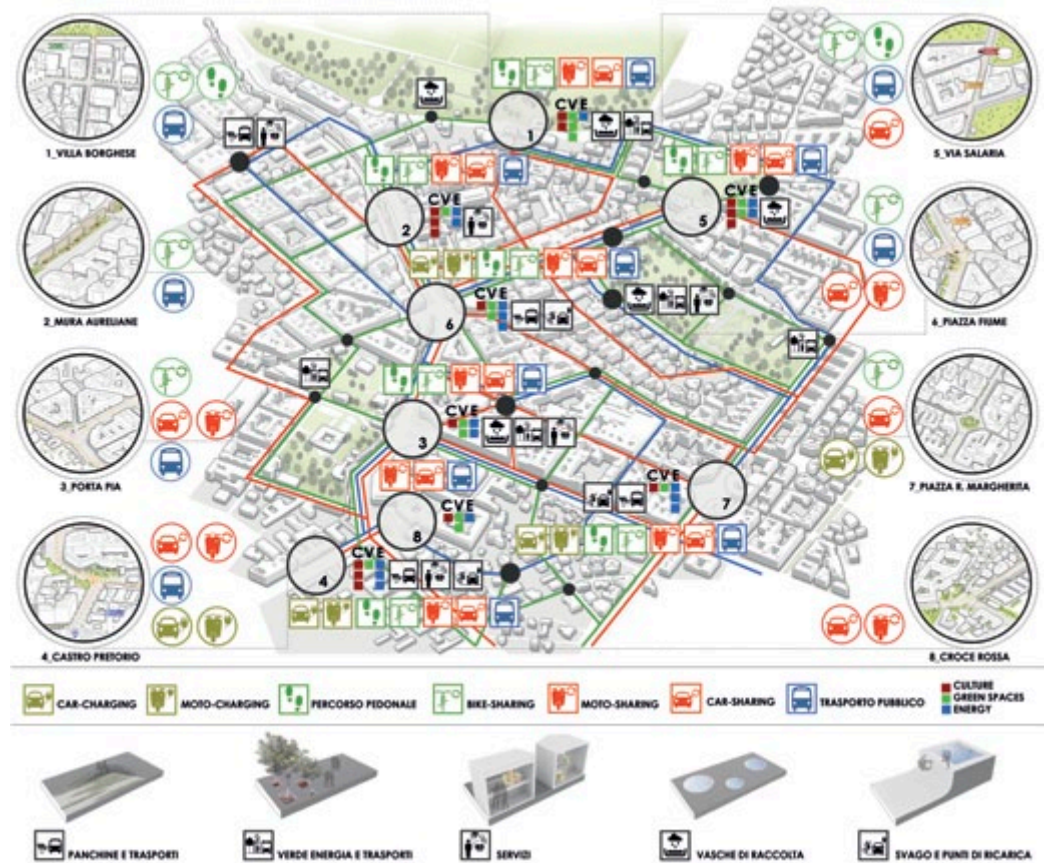 1_VILLA BORGHESE
2_MURA AURELIANE
3_PORTA PIA
4_CASTRO PRETORIO
1
CVE
2
CVE
5
CVE
6
CVE
3
CVE
7
CVE
8
CVE
4
CVE
5_VIA SALARIA
6_PIAZZA FIUME
7_PIAZZA R. MARGHERITA
8_CROCE ROSSA
CAR-CHARGING
MOTO-CHARGING
PERCORSO PEDONALE
BIKE-SHARING
MOTO-SHARING
CAR-SHARING
TRASPORTO PUBBLICO
CULTURE
GREEN SPACES
ENERGY
PANCHINE E TRASPORTI
VERDE ENERGIA E TRASPORTI
SERVIZI
VASCHE DI RACCOLTA
SVAGO E PUNTI DI RICARICA